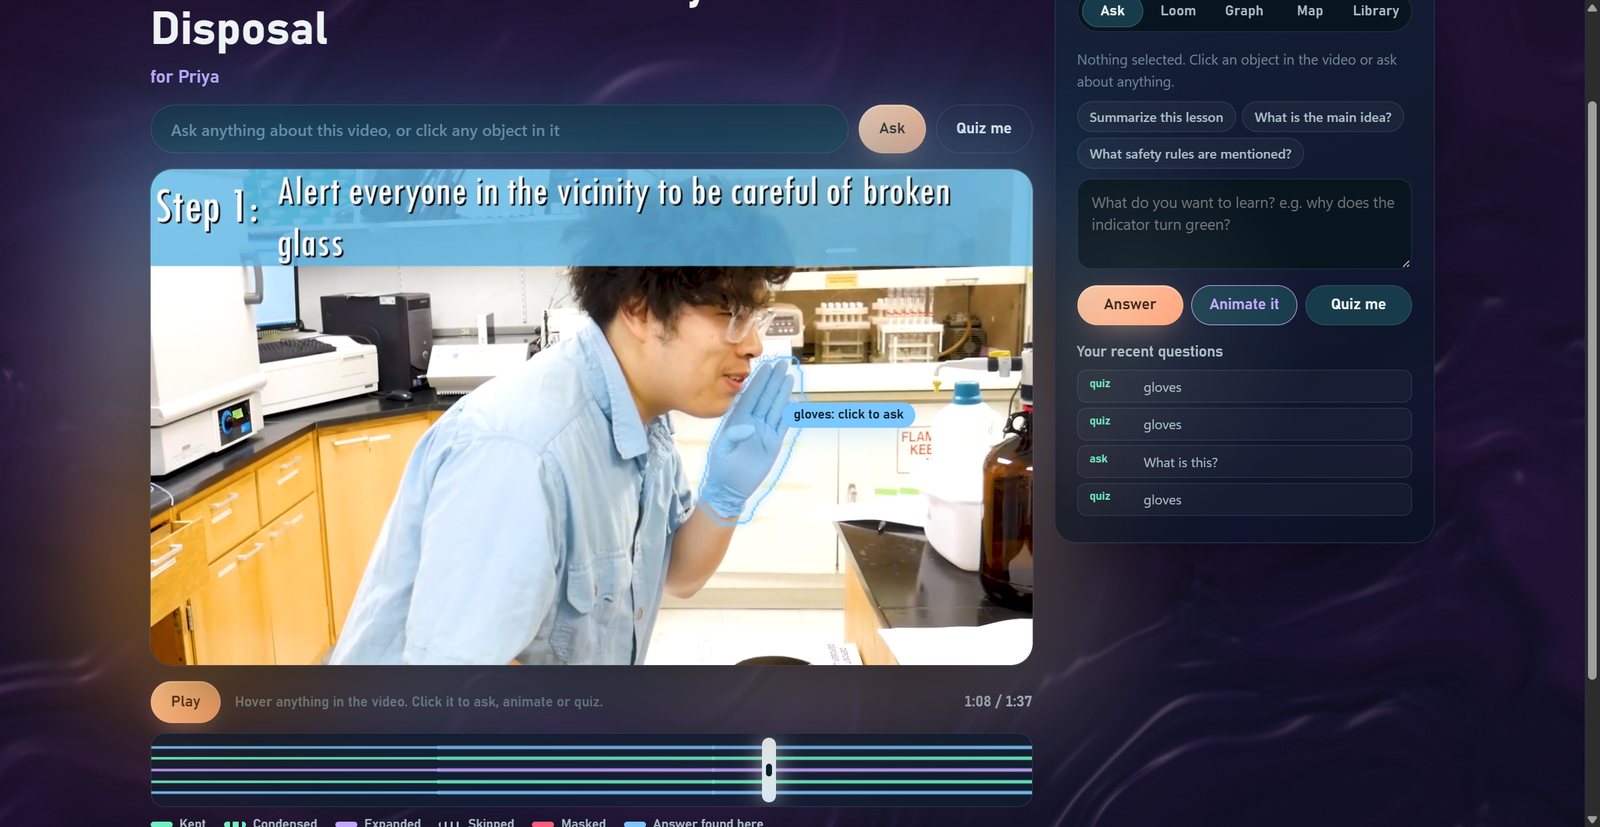 Disposal
for Priya
Ask anything about this video, or click any object in it
Ask
Quiz me
Step 1: Alert everyone in the vicinity to be careful of broken
glass
gloves: click to ask
FLAM
KEE
Play
Hover anything in the video. Click it to ask, animate or quiz.
1:08 / 1:37
Kept
Condensed
Expanded
Skipped
Masked
Answer found here
Ask
Loom
Graph
Map
Library
Nothing selected. Click an object in the video or ask
about anything.
Summarize this lesson
What is the main idea?
What safety rules are mentioned?
What do you want to learn? e.g. why does the
indicator turn green?
Answer
Animate it
Quiz me
Your recent questions
quiz gloves
quiz gloves
ask What is this?
quiz gloves